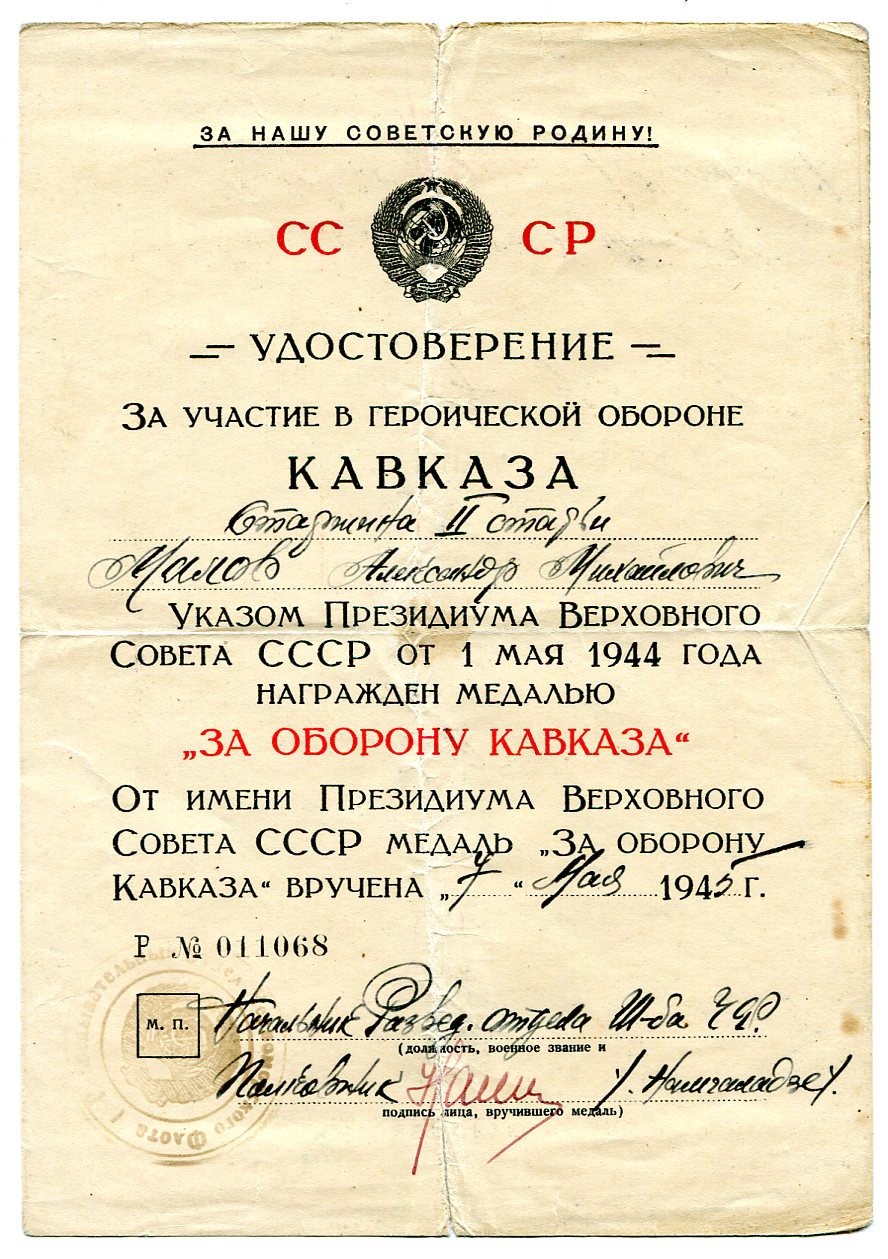 ЗА НАШУ СОВЕТСКУЮ РОДИНУ!
СС СР
УДОСТОВЕРЕНИЕ
ЗА УЧАСТИЕ В ГЕРОИЧЕСКОЙ ОБОРОНЕ
КАВКАЗА
Старшина II статьи
Малов Александр Михайлович
УКАЗОМ ПРЕЗИДИУМА ВЕРХОВНОГО
СОВЕТА СССР ОТ 1 МАЯ 1944 ГОДА
НАГРАЖДЕН МЕДАЛЬЮ
„ЗА ОБОРОНУ КАВКАЗА“
ОТ ИМЕНИ ПРЕЗИДИУМА ВЕРХОВНОГО
СОВЕТА СССР МЕДАЛЬ „ЗА ОБОРОНУ
КАВКАЗА“ ВРУЧЕНА „7“ Мая 1945 Г.
Р № 011068
М. П.
Начальник Развед. отдела Ш-ба ЧФ.
(должность, военное звание и
Полковник /. Намгаладзе /.
подпись лица, вручившего медаль)
Флота